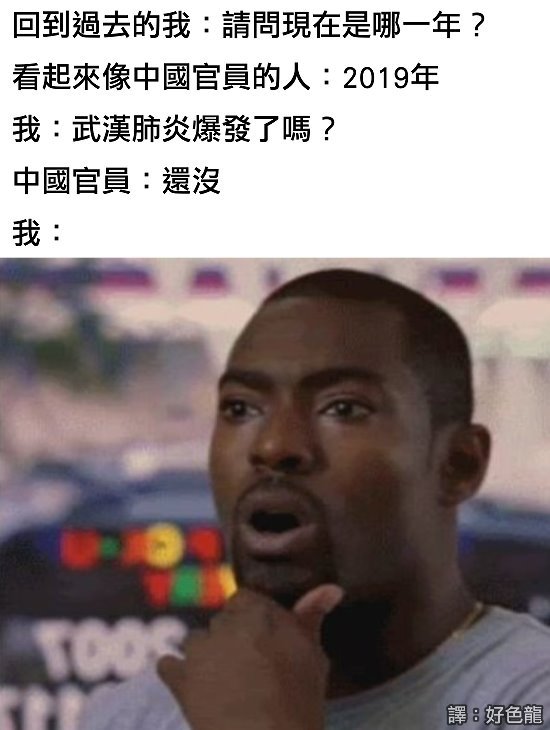 回到過去的我：請問現在是哪一年？
看起來像中國官員的人：2019年
我：武漢肺炎爆發了嗎？
中國官員：還沒
我：
譯：好色龍